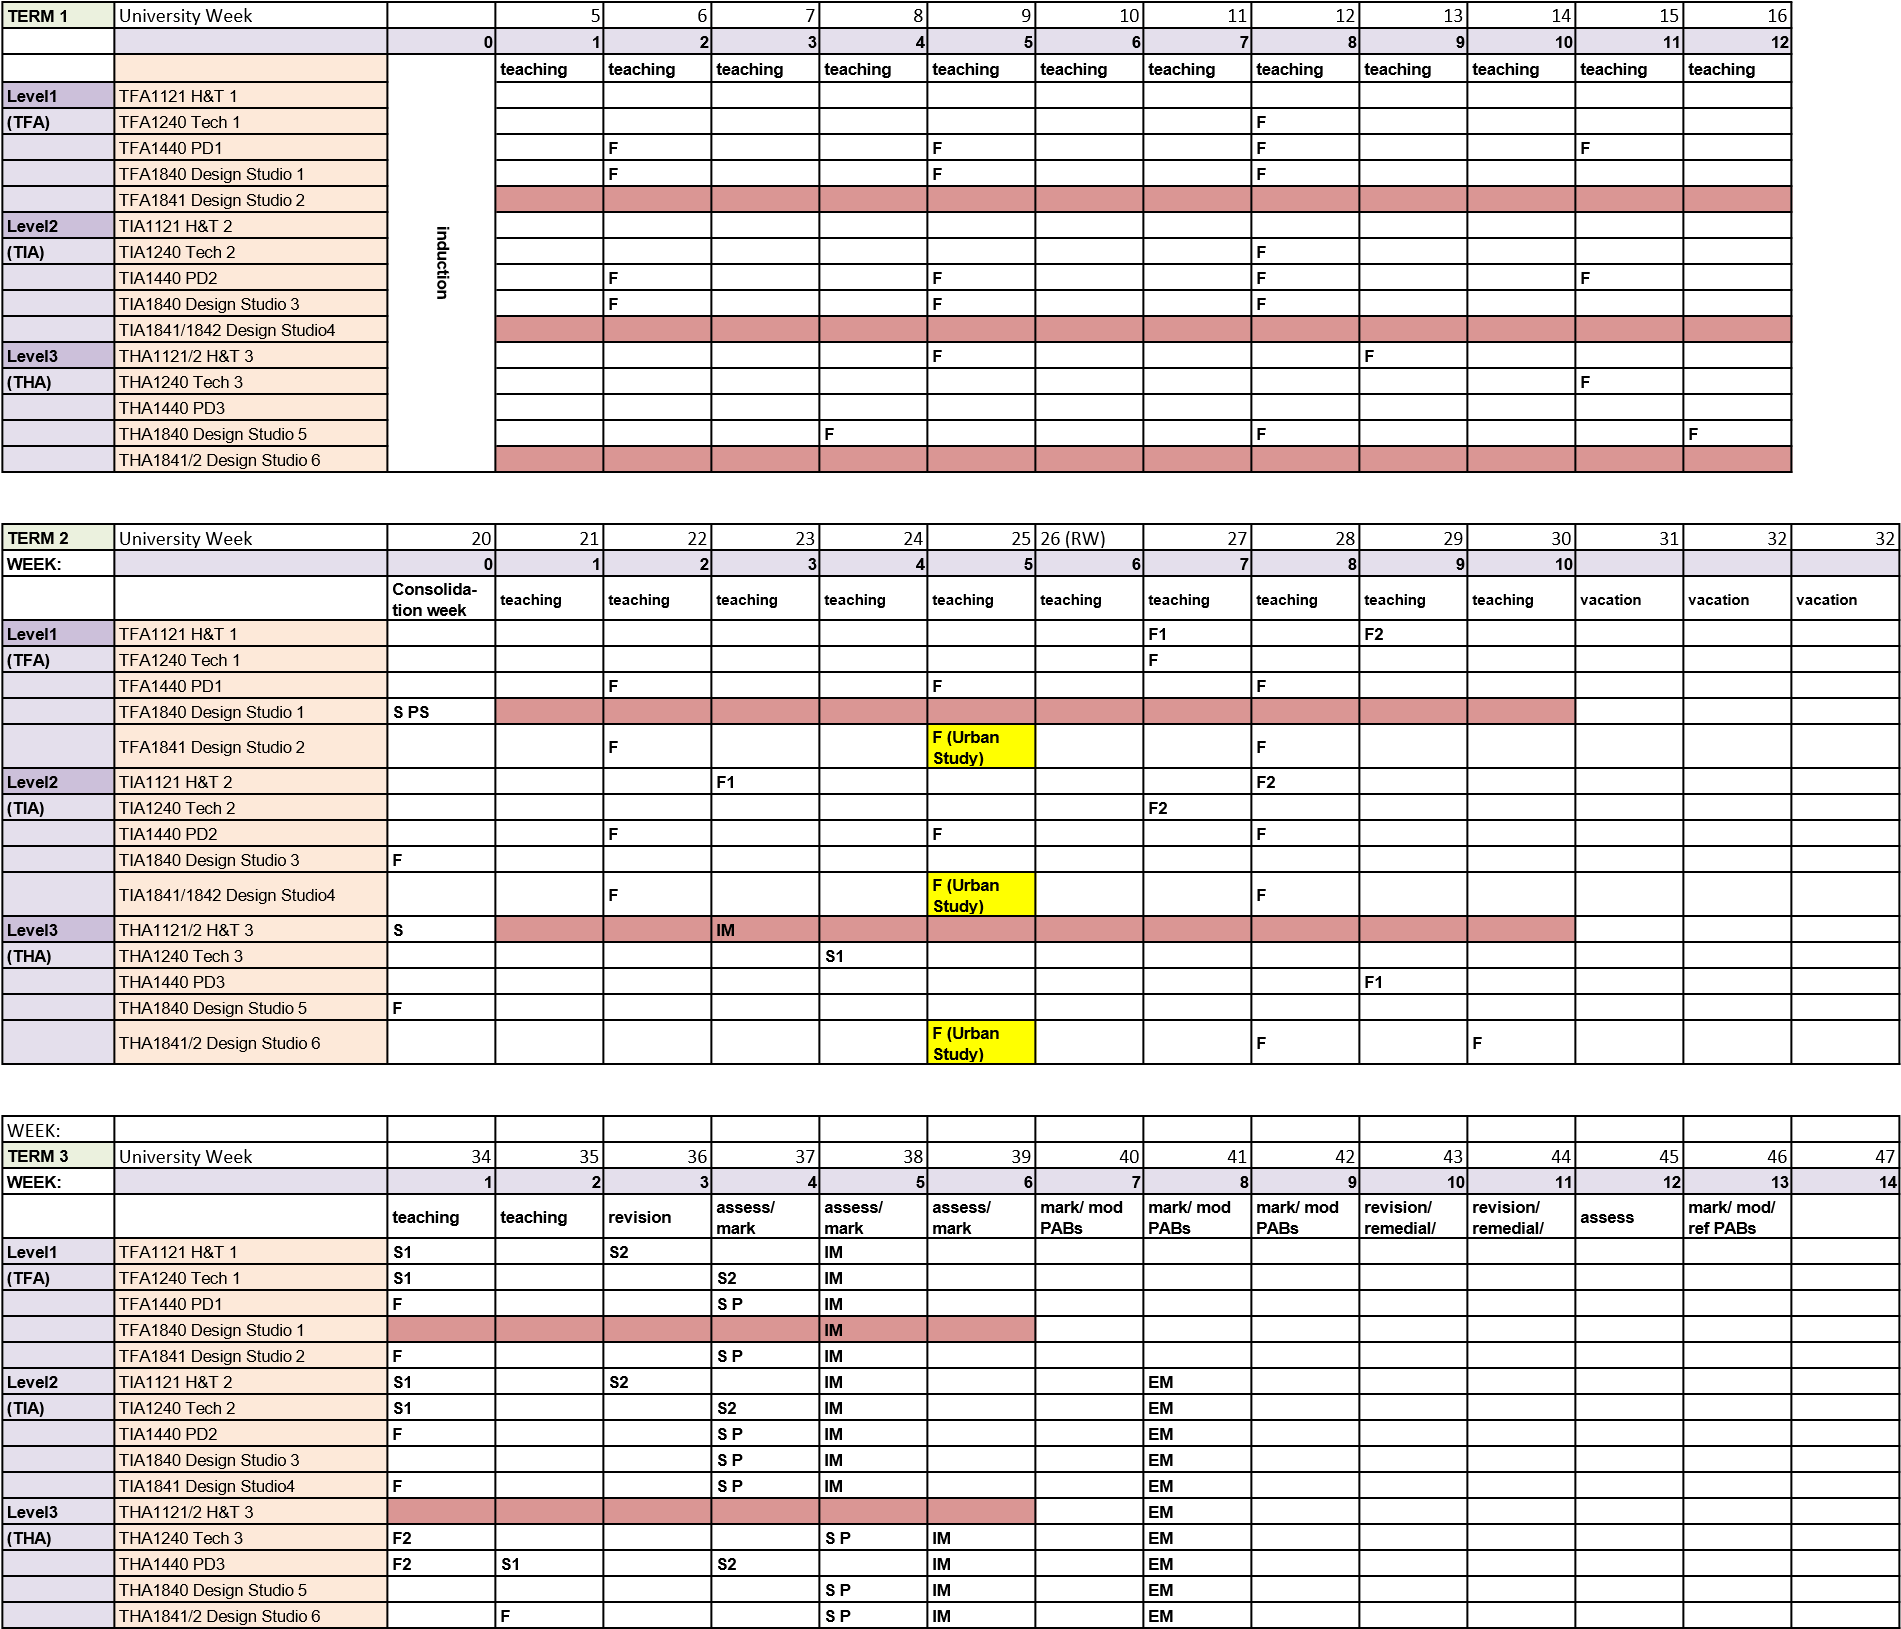 TERM 1 University Week 5 6 7 8 9 10 11 12 13 14 15 16
0 1 2 3 4 5 6 7 8 9 10 11 12
teaching teaching teaching teaching teaching teaching teaching teaching teaching teaching teaching teaching
induction
Level1 TFA1121 H&T 1
(TFA) TFA1240 Tech 1 F
TFA1440 PD1 F F F F
TFA1840 Design Studio 1 F F F
TFA1841 Design Studio 2
Level2 TIA1121 H&T 2
(TIA) TIA1240 Tech 2 F
TIA1440 PD2 F F F F
TIA1840 Design Studio 3 F F F
TIA1841/1842 Design Studio4
Level3 THA1121/2 H&T 3 F F
(THA) THA1240 Tech 3 F
THA1440 PD3
THA1840 Design Studio 5 F F F
THA1841/2 Design Studio 6
TERM 2 University Week 20 21 22 23 24 25 26 (RW) 27 28 29 30 31 32 32
WEEK: 0 1 2 3 4 5 6 7 8 9 10
Consolida-
tion week teaching teaching teaching teaching teaching teaching teaching teaching teaching teaching vacation vacation vacation
Level1 TFA1121 H&T 1 F1 F2
(TFA) TFA1240 Tech 1 F
TFA1440 PD1 F F F
TFA1840 Design Studio 1 S PS
TFA1841 Design Studio 2 F F (Urban
Study) F
Level2 TIA1121 H&T 2 F1 F2
(TIA) TIA1240 Tech 2 F2
TIA1440 PD2 F F F
TIA1840 Design Studio 3 F
TIA1841/1842 Design Studio4 F F (Urban
Study) F
Level3 THA1121/2 H&T 3 S IM
(THA) THA1240 Tech 3 S1
THA1440 PD3 F1
THA1840 Design Studio 5 F
THA1841/2 Design Studio 6 F (Urban
Study) F F
WEEK:
TERM 3 University Week 34 35 36 37 38 39 40 41 42 43 44 45 46 47
WEEK: 1 2 3 4 5 6 7 8 9 10 11 12 13 14
teaching teaching revision assess/ assess/ assess/ mark/ mod mark/ mod mark/ mod revision/ revision/ assess mark/ mod/
mark mark mark PABs PABs PABs remedial/ remedial/ ref PABs
Level1 TFA1121 H&T 1 S1 S2 IM
(TFA) TFA1240 Tech 1 S1 S2 IM
TFA1440 PD1 F S P IM
TFA1840 Design Studio 1 IM
TFA1841 Design Studio 2 F S P IM
Level2 TIA1121 H&T 2 S1 S2 IM EM
(TIA) TIA1240 Tech 2 S1 S2 IM EM
TIA1440 PD2 F S P IM EM
TIA1840 Design Studio 3 S P IM EM
TIA1841 Design Studio4 F S P IM EM
Level3 THA1121/2 H&T 3 EM
(THA) THA1240 Tech 3 F2 S P IM EM
THA1440 PD3 F2 S1 S2 IM EM
THA1840 Design Studio 5 S P IM EM
THA1841/2 Design Studio 6 F S P IM EM